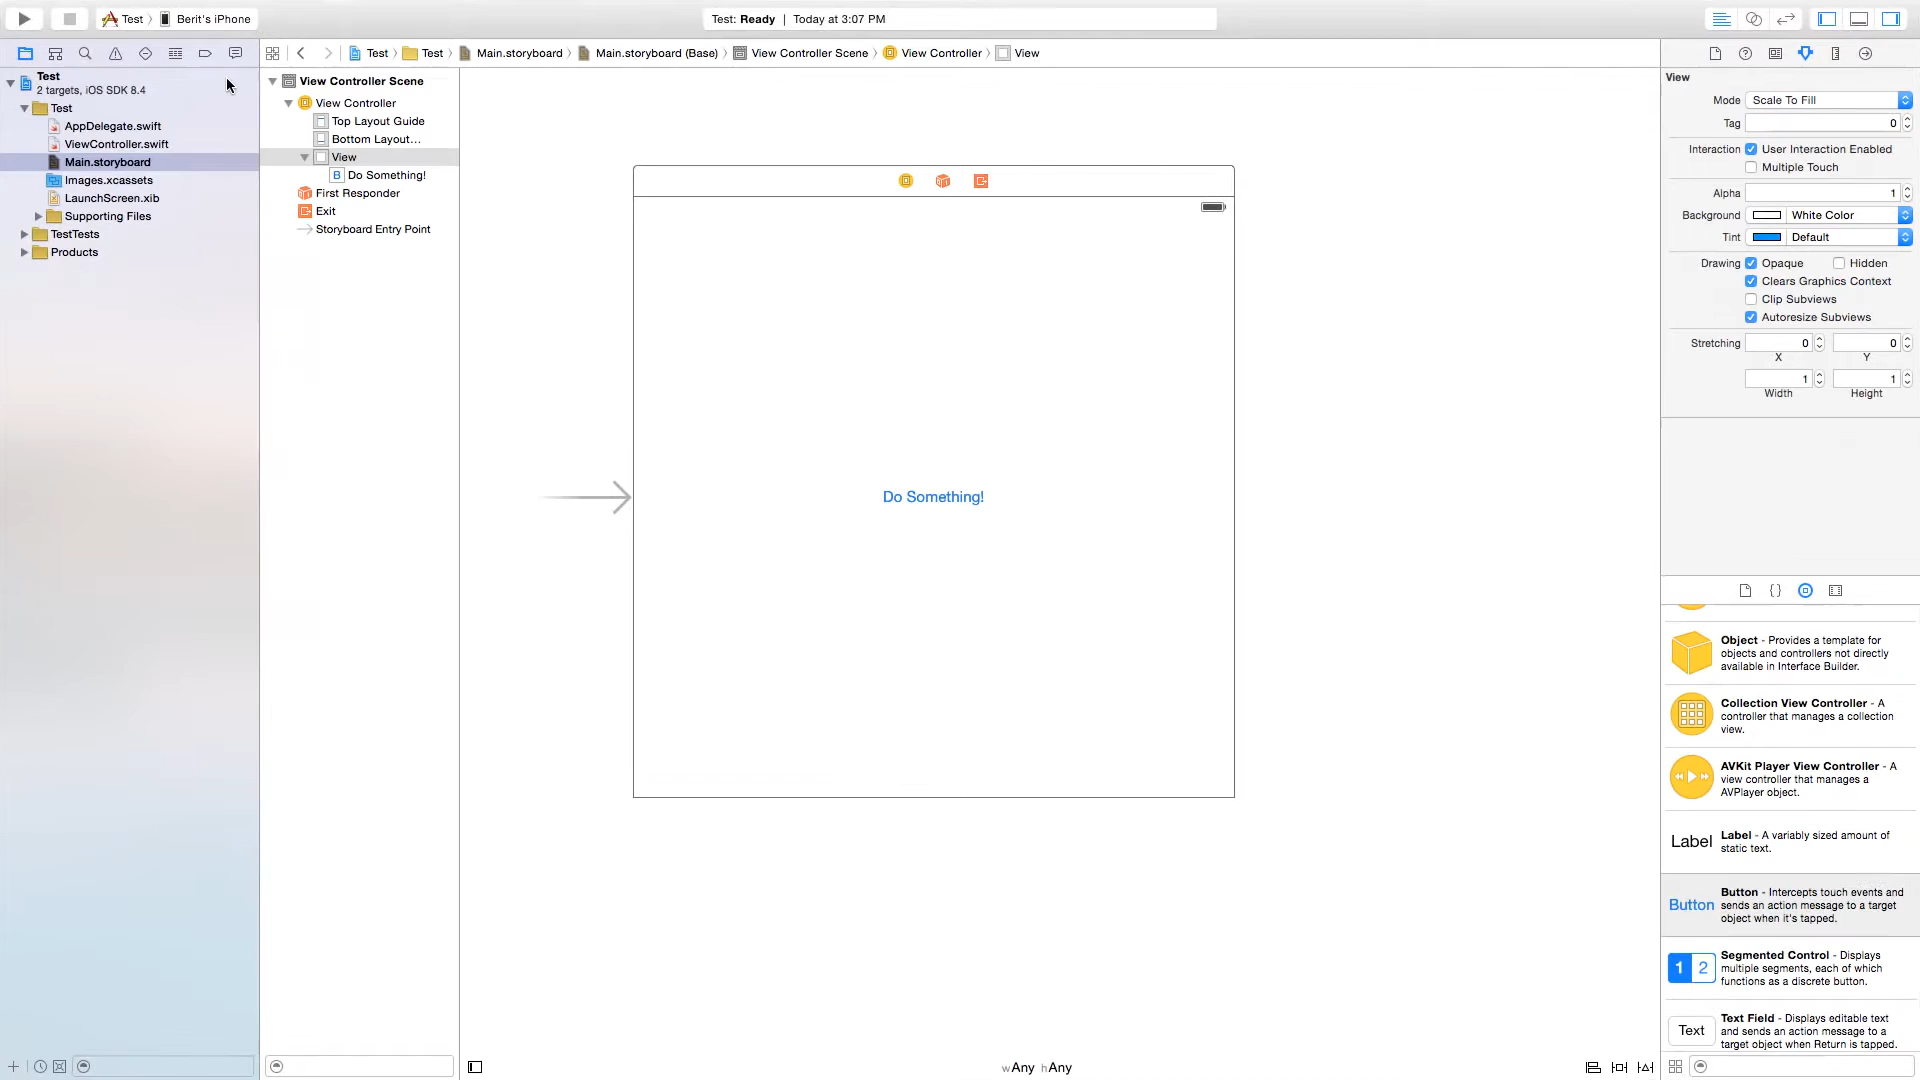 Test 〉 Berit's iPhone
Test: Ready | Today at 3:07 PM
Test 〉 Test 〉 Main.storyboard 〉 Main.storyboard (Base) 〉 View Controller Scene 〉 View Controller 〉 View
Test
2 targets, iOS SDK 8.4
Test
AppDelegate.swift
ViewController.swift
Main.storyboard
Images.xcassets
LaunchScreen.xib
Supporting Files
TestTests
Products
View Controller Scene
View Controller
Top Layout Guide
Bottom Layout...
View
B Do Something!
First Responder
Exit
Storyboard Entry Point
Do Something!
wAny hAny
View
Mode Scale To Fill
Tag 0
Interaction User Interaction Enabled
Multiple Touch
Alpha 1
Background White Color
Tint Default
Drawing Opaque Hidden
Clears Graphics Context
Clip Subviews
Autoresize Subviews
Stretching 0 0
X Y
1 1
Width Height
Object - Provides a template for
objects and controllers not directly
available in Interface Builder.
Collection View Controller - A
controller that manages a collection
view.
AVKit Player View Controller - A
view controller that manages a
AVPlayer object.
Label
Label - A variably sized amount of
static text.
Button
Button - Intercepts touch events and
sends an action message to a target
object when it's tapped.
1 2
Segmented Control - Displays
multiple segments, each of which
functions as a discrete button.
Text
Text Field - Displays editable text
and sends an action message to a
target object when Return is tapped.